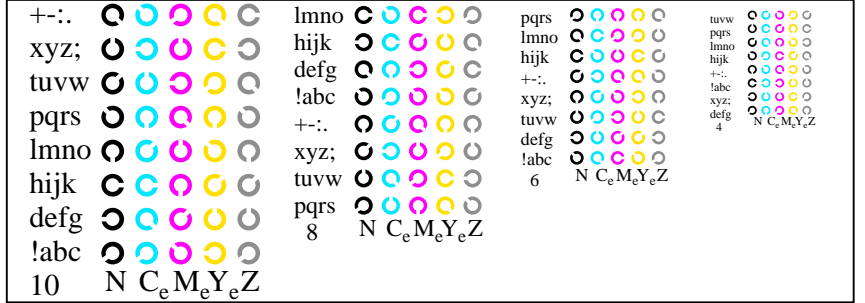 +-:.
xyz;
tuvw
pqrs
lmno
hijk
defg
!abc
10 N CeMeYeZ
lmno
hijk
defg
!abc
+-:.
xyz;
tuvw
pqrs
8 N CeMeYeZ
pqrs
lmno
hijk
+-:.
xyz;
tuvw
defg
!abc
6 N CeMeYeZ
tuvw
pqrs
lmno
hijk
+-:.
!abc
xyz;
defg
4 N CeMeYeZ